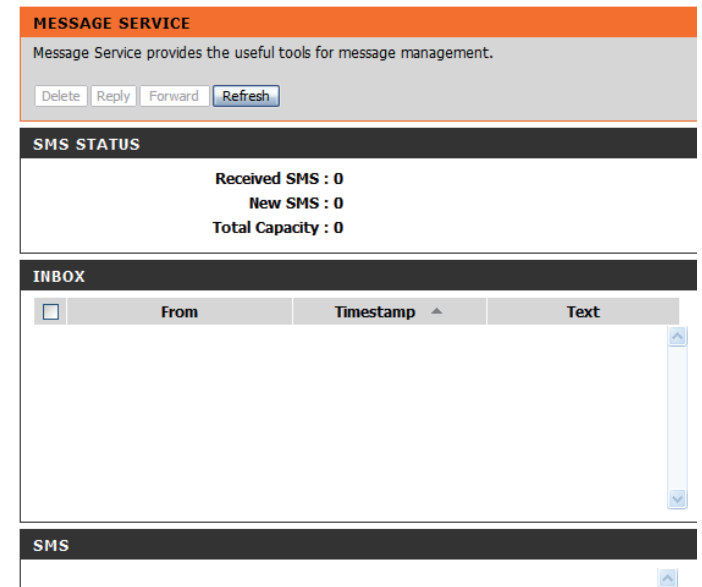 MESSAGE SERVICE
Message Service provides the useful tools for message management.
Delete Reply Forward Refresh
SMS STATUS
Received SMS : 0
New SMS : 0
Total Capacity : 0
INBOX
From Timestamp Text
SMS